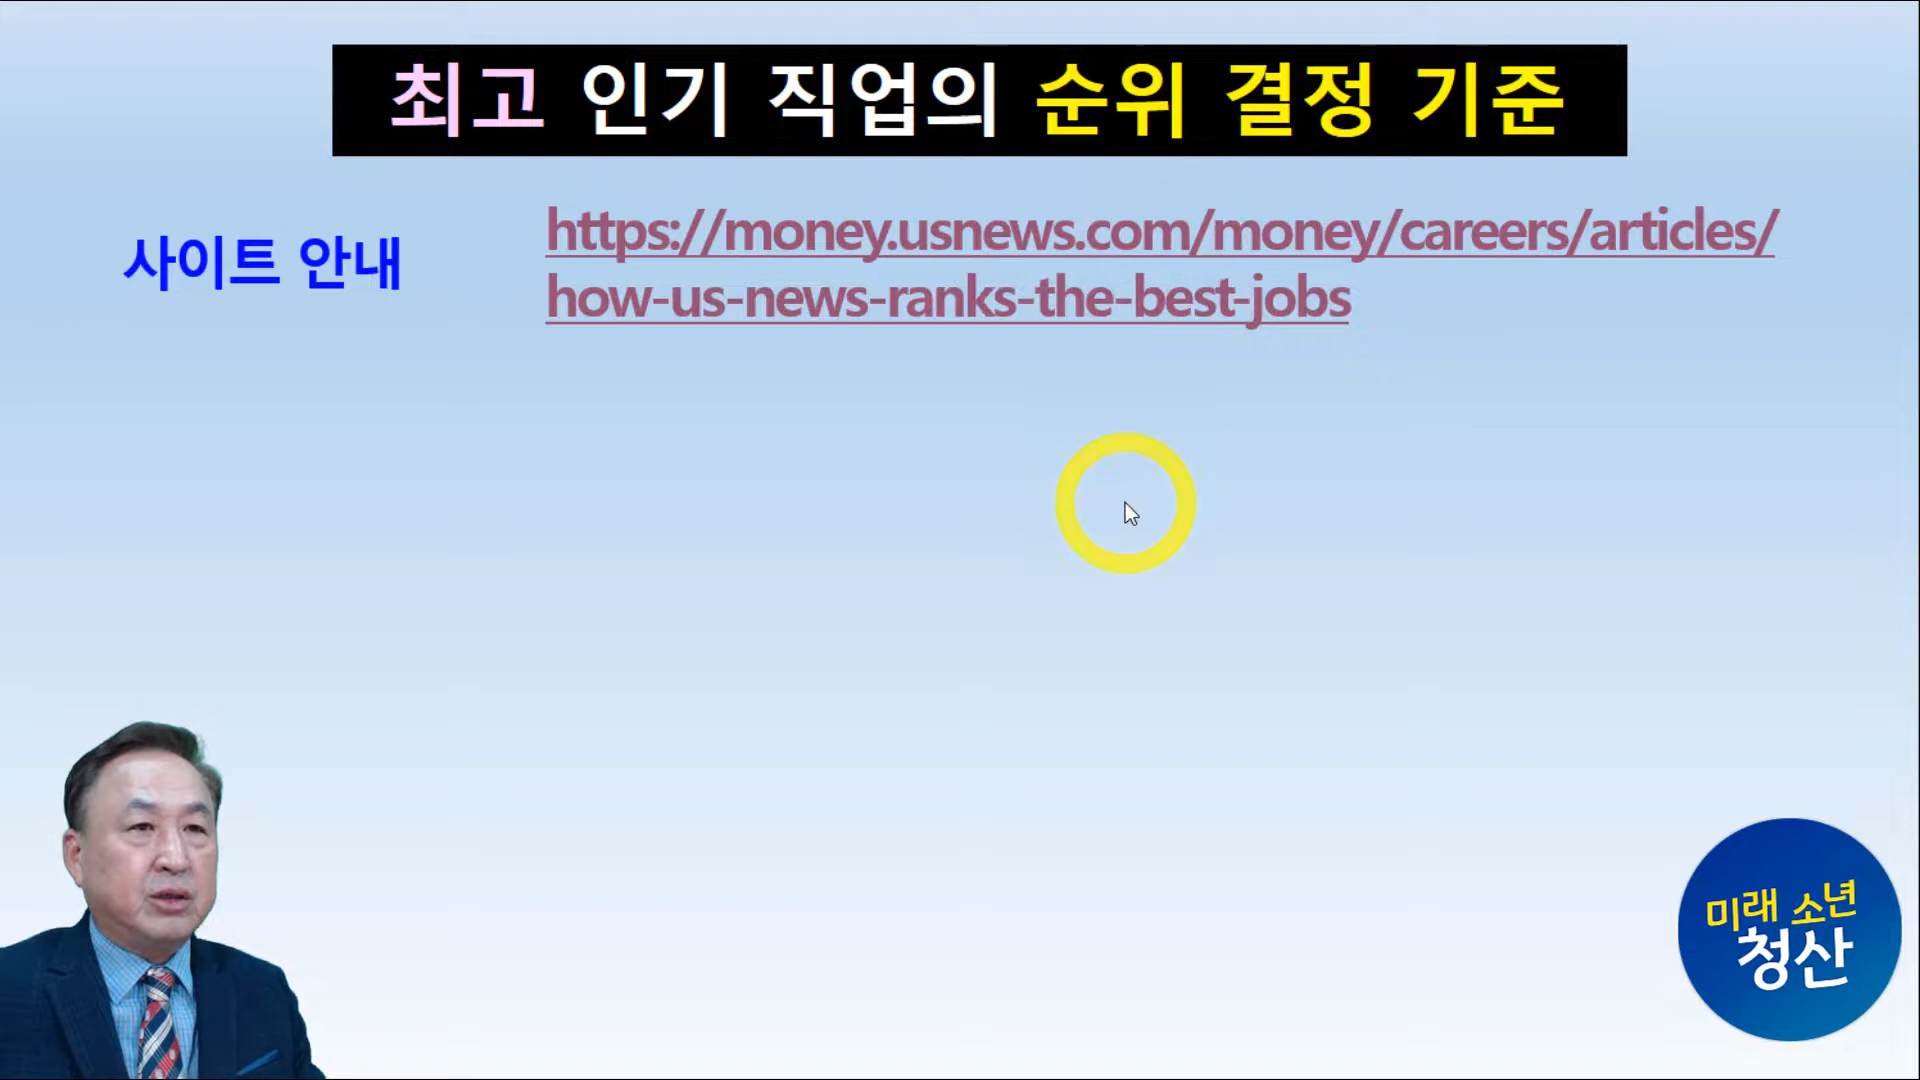 최고 인기 직업의 순위 결정 기준
사이트 안내
https://money.usnews.com/money/careers/articles/
how-us-news-ranks-the-best-jobs
미래 소년
청산